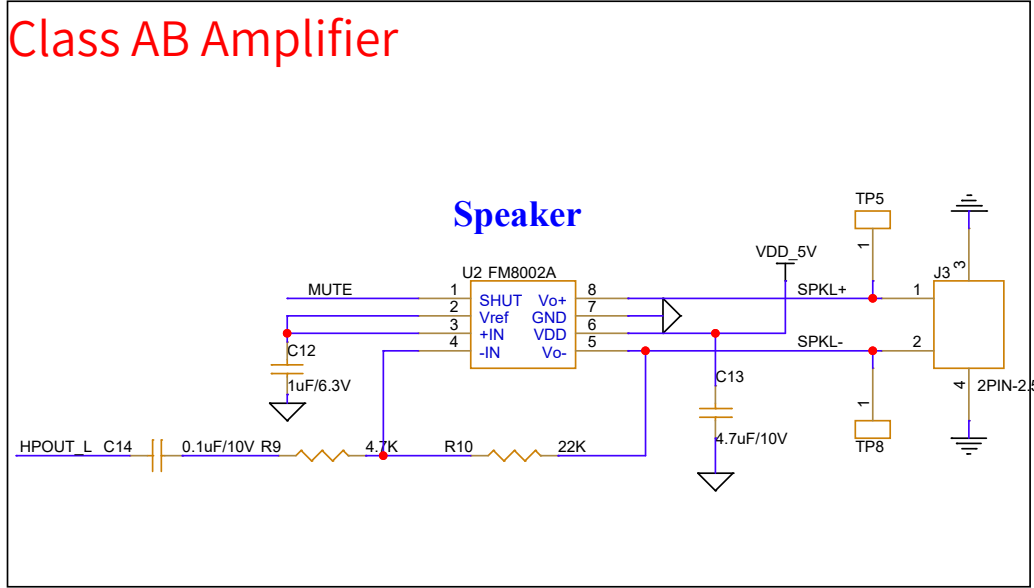 Class AB Amplifier
Speaker
TP5
1
VDD_5V
U2 FM8002A
J3
3
MUTE
1 SHUT Vo+ 8
SPKL+
1
2 Vref GND 7
3 +IN VDD 6
4 -IN Vo- 5
SPKL-
2
C12
1uF/6.3V
C13
4.7uF/10V
4
2PIN-2.5
1
TP8
HPOUT_L C14 0.1uF/10V R9 4.7K R10 22K